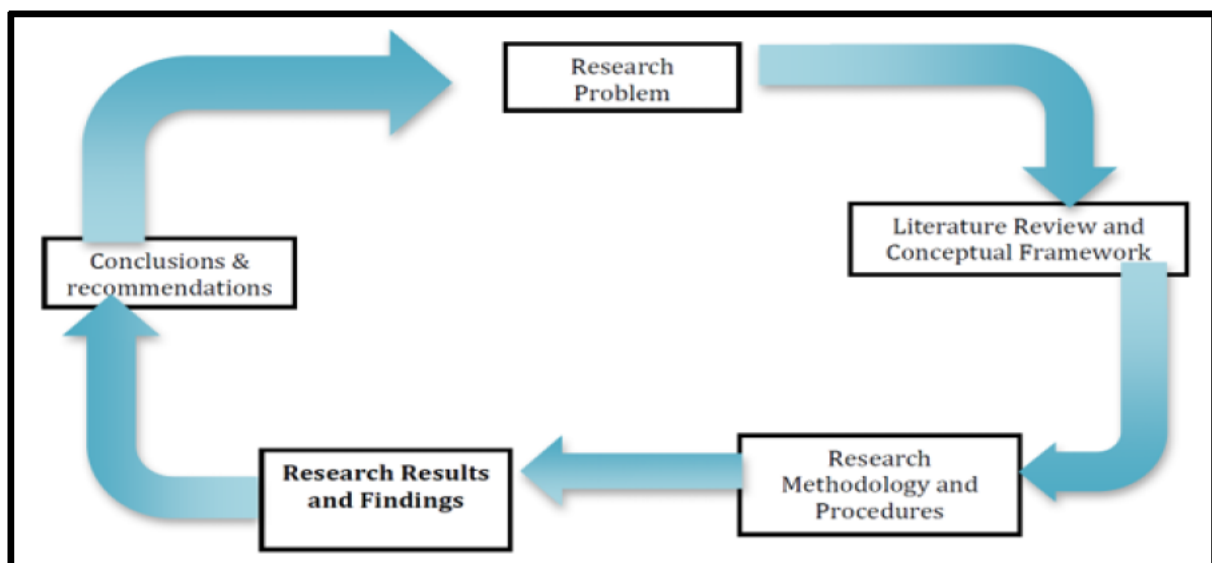 Research
Problem
Literature Review and
Conceptual Framework
Research
Methodology and
Procedures
Research Results
and Findings
Conclusions &
recommendations